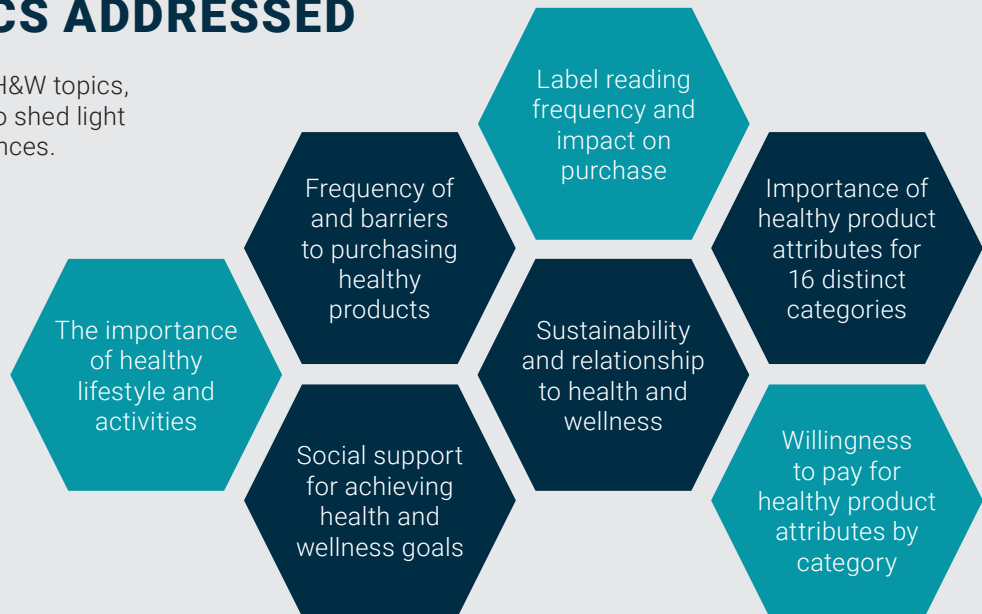 CS ADDRESSED
H&W topics,
o shed light
nces.
Label reading
frequency and
impact on
purchase
Frequency of
and barriers
to purchasing
healthy
products
Importance of
healthy product
attributes for
16 distinct
categories
The importance
of healthy
lifestyle and
activities
Sustainability
and relationship
to health and
wellness
Social support
for achieving
health and
wellness goals
Willingness
to pay for
healthy product
attributes by
category